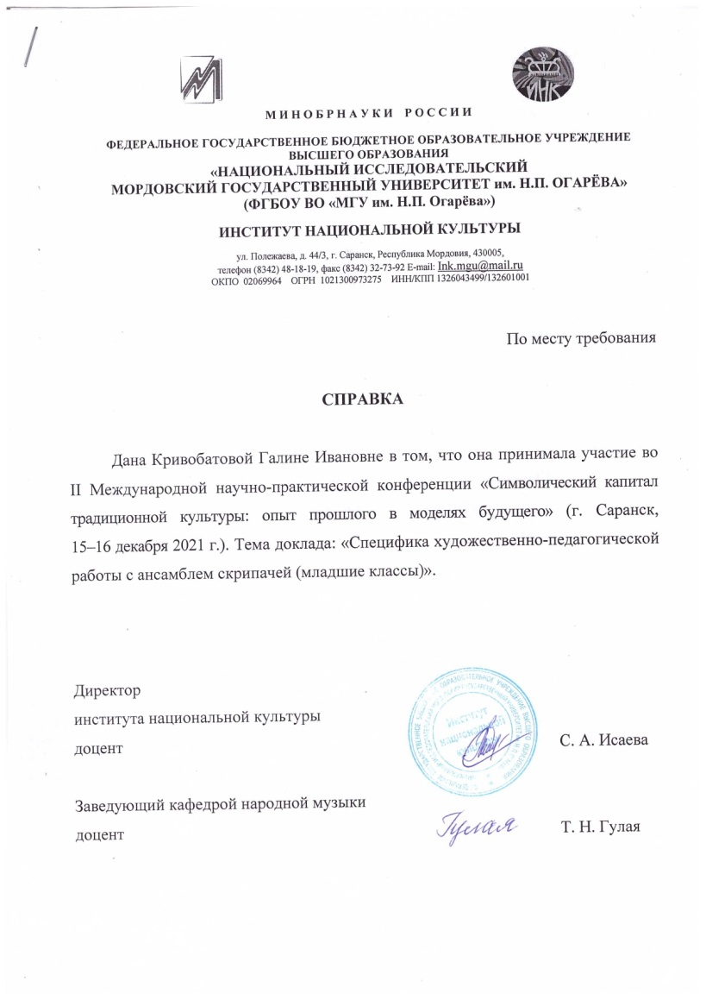 ИНК
МИНОБРНАУКИ РОССИИ
ФЕДЕРАЛЬНОЕ ГОСУДАРСТВЕННОЕ БЮДЖЕТНОЕ ОБРАЗОВАТЕЛЬНОЕ УЧРЕЖДЕНИЕ
ВЫСШЕГО ОБРАЗОВАНИЯ
«НАЦИОНАЛЬНЫЙ ИССЛЕДОВАТЕЛЬСКИЙ
МОРДОВСКИЙ ГОСУДАРСТВЕННЫЙ УНИВЕРСИТЕТ им. Н.П. ОГАРЁВА»
(ФГБОУ ВО «МГУ им. Н.П. Огарёва»)
ИНСТИТУТ НАЦИОНАЛЬНОЙ КУЛЬТУРЫ
ул. Полежаева, д. 44/3, г. Саранск, Республика Мордовия, 430005,
телефон (8342) 48-18-19, факс (8342) 32-73-92 E-mail: Ink.mgu@mail.ru
ОКПО 02069964 ОГРН 1021300973275 ИНН/КПП 1326043499/132601001
По месту требования
СПРАВКА
Дана Кривобатовой Галине Ивановне в том, что она принимала участие во
II Международной научно-практической конференции «Символический капитал
традиционной культуры: опыт прошлого в моделях будущего» (г. Саранск,
15–16 декабря 2021 г.). Тема доклада: «Специфика художественно-педагогической
работы с ансамблем скрипачей (младшие классы)».
Директор
института национальной культуры
доцент
Институт
национальной
культуры
С. А. Исаева
Заведующий кафедрой народной музыки
доцент
Гулая
Т. Н. Гулая